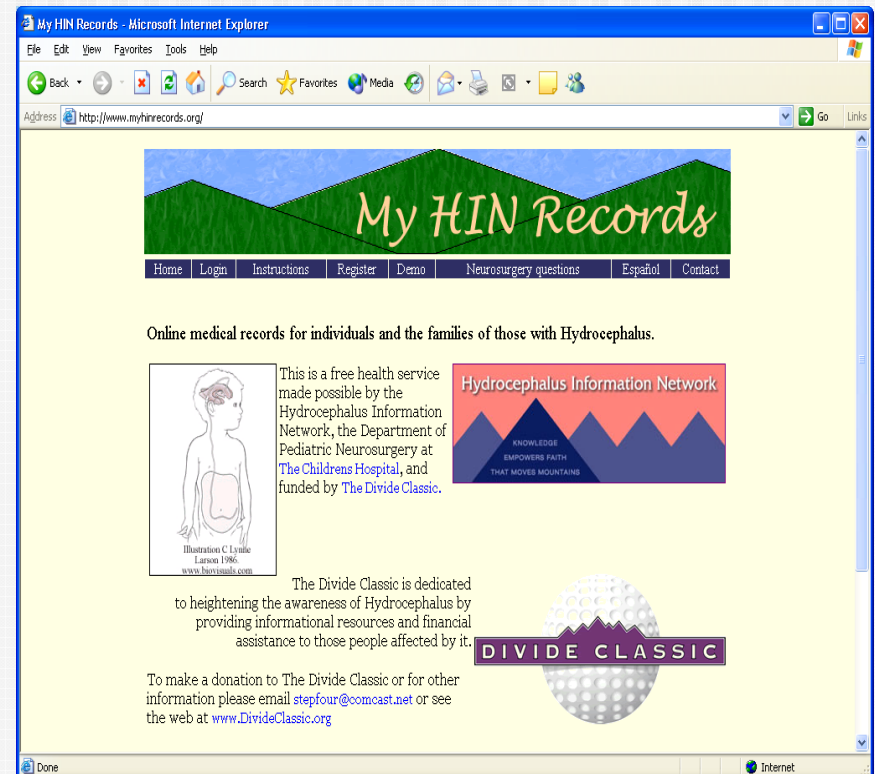 My HIN Records - Microsoft Internet Explorer
File Edit View Favorites Tools Help
Back Search Favorites Media
Address http://www.myhinrecords.org/ Go Links
My HIN Records
Home Login Instructions Register Demo Neurosurgery questions Español Contact
Online medical records for individuals and the families of those with Hydrocephalus.
This is a free health service
made possible by the
Hydrocephalus Information
Network, the Department of
Pediatric Neurosurgery at
The Childrens Hospital, and
funded by The Divide Classic.
Illustration C Lynne
Larson 1986.
www.biovisuals.com
Hydrocephalus Information Network
KNOWLEDGE
EMPOWERS FAITH
THAT MOVES MOUNTAINS
The Divide Classic is dedicated
to heightening the awareness of Hydrocephalus by
providing informational resources and financial
assistance to those people affected by it.
DIVIDE CLASSIC
To make a donation to The Divide Classic or for other
information please email stepfour@comcast.net or see
the web at www.DivideClassic.org
Done Internet